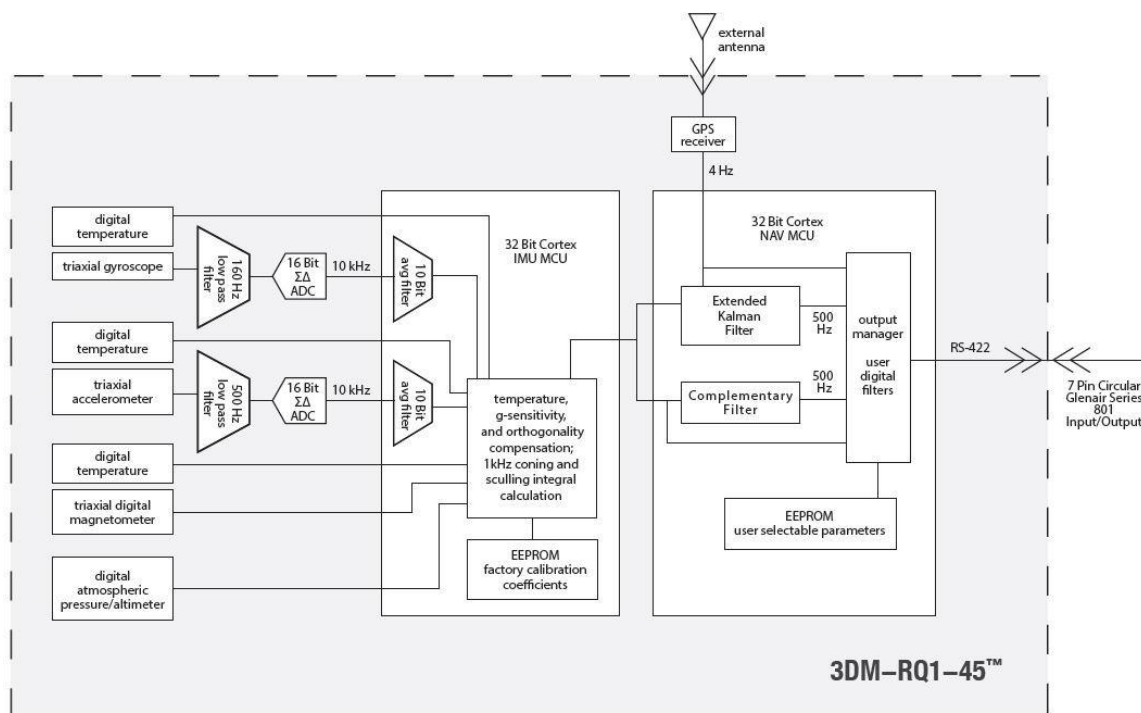 external
antenna
GPS
receiver
4 Hz
digital
temperature
triaxial gyroscope
160 Hz
low pass
filter
16 Bit
ΣΔ
ADC
10 kHz
10 Bit
avg filter
32 Bit Cortex
IMU MCU
32 Bit Cortex
NAV MCU
digital
temperature
triaxial
accelerometer
500 Hz
low pass
filter
16 Bit
ΣΔ
ADC
10 kHz
10 Bit
avg filter
digital
temperature
triaxial digital
magnetometer
digital
atmospheric
pressure/altimeter
temperature,
g-sensitivity,
and orthogonality
compensation;
1kHz coning and
sculling integral
calculation
EEPROM
factory calibration
coefficients
Extended
Kalman
Filter
500
Hz
Complementary
Filter
500
Hz
output
manager
user
digital
filters
RS-422
7 Pin Circular
Glenair Series
801
Input/Output
EEPROM
user selectable parameters
3DM–RQ1–45™